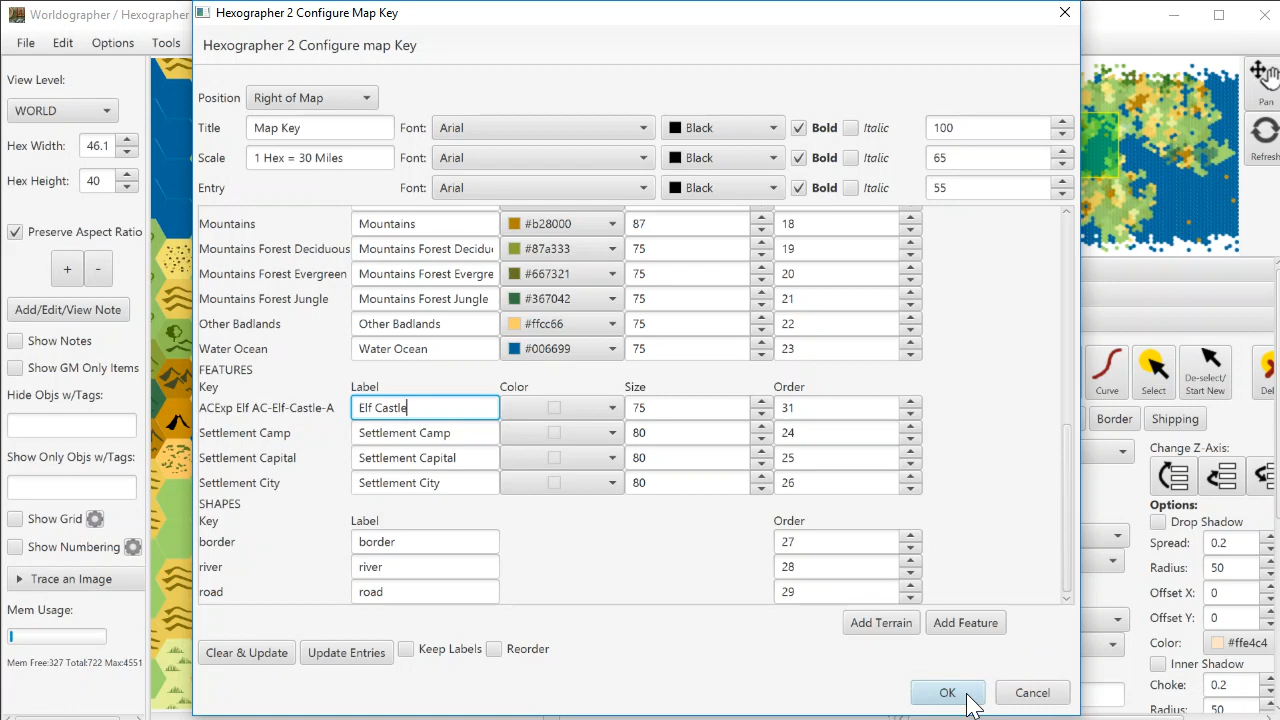 Worldographer / Hexographer
Hexographer 2 Configure Map Key
File Edit Options Tools
Hexographer 2 Configure map Key
View Level:
WORLD
Hex Width: 46.1
Hex Height: 40
Preserve Aspect Ratio
+ -
Add/Edit/View Note
Show Notes
Show GM Only Items
Hide Objs w/Tags:
Show Only Objs w/Tags:
Show Grid
Show Numbering
Trace an Image
Mem Usage:
Mem Free:327 Total:722 Max:4551
Position Right of Map
Title Map Key Font: Arial Black Bold Italic 100
Scale 1 Hex = 30 Miles Font: Arial Black Bold Italic 65
Entry Font: Arial Black Bold Italic 55
Mountains Mountains #b28000 87 18
Mountains Forest Deciduous Mountains Forest Decidu #87a333 75 19
Mountains Forest Evergreen Mountains Forest Evergre #667321 75 20
Mountains Forest Jungle Mountains Forest Jungle #367042 75 21
Other Badlands Other Badlands #ffcc66 75 22
Water Ocean Water Ocean #006699 75 23
FEATURES
Key Label Color Size Order
ACExp Elf AC-Elf-Castle-A Elf Castle 75 31
Settlement Camp Settlement Camp 80 24
Settlement Capital Settlement Capital 80 25
Settlement City Settlement City 80 26
SHAPES
Key Label Order
border border 27
river river 28
road road 29
Add Terrain Add Feature
Clear & Update Update Entries Keep Labels Reorder
OK Cancel
Pan
Refresh
Curve Select De-select/
Start New
Border Shipping
Change Z-Axis:
Options:
Drop Shadow
Spread: 0.2
Radius: 50
Offset X: 0
Offset Y: 0
Color: #ffe4c4
Inner Shadow
Choke: 0.2
Radius: 50